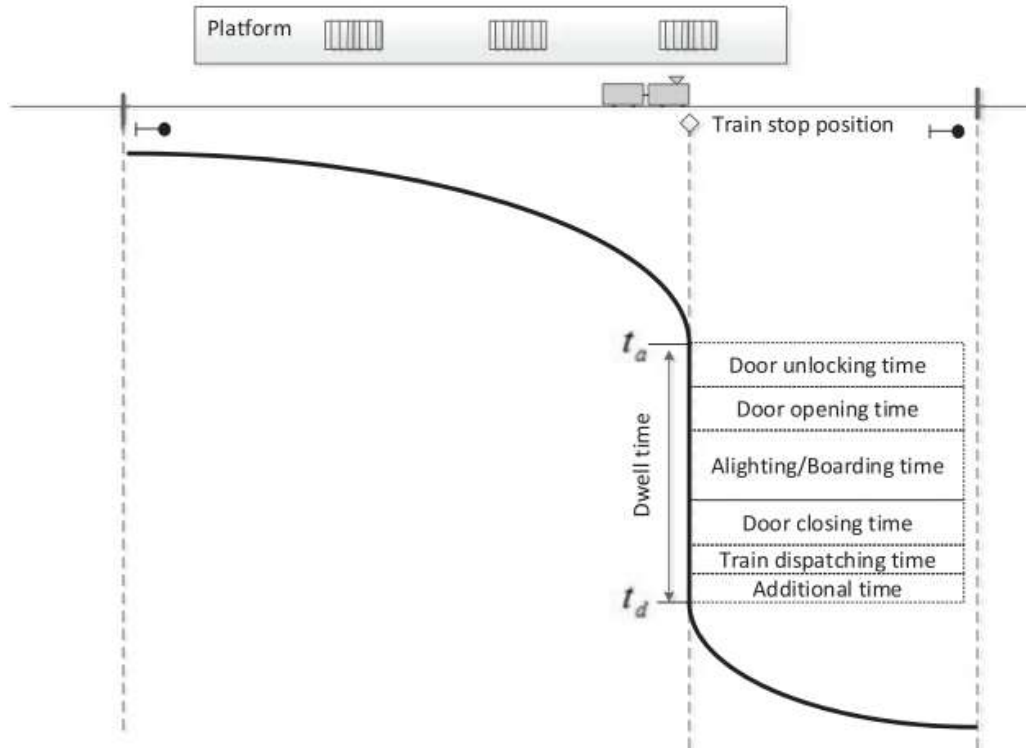 Platform
Train stop position
t_a
Door unlocking time
Door opening time
Alighting/Boarding time
Dwell time
Door closing time
Train dispatching time
Additional time
t_d